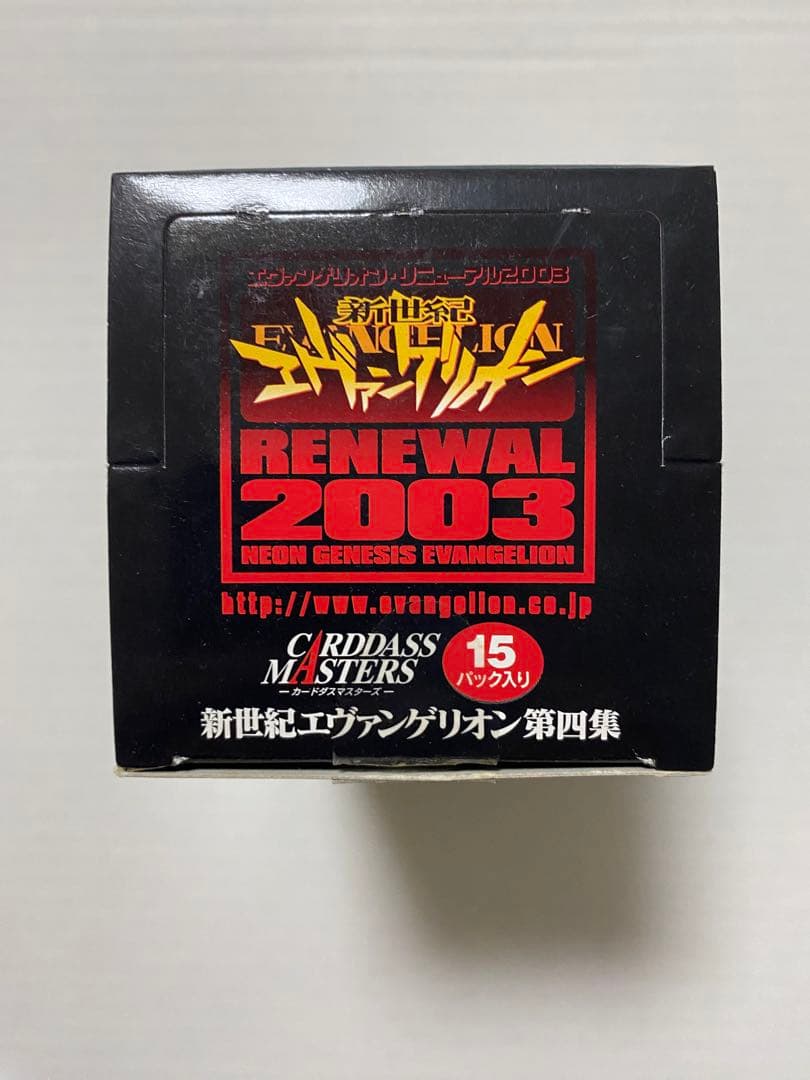 エヴァンゲリオン・リニューアル2003
新世紀
EVANGELION
エヴァンゲリオン
RENEWAL
2003
NEON GENESIS EVANGELION
http://www.evangelion.co.jp
CARDDASS
MASTERS
カードダスマスターズ
15
パック入り
新世紀エヴァンゲリオン第四集